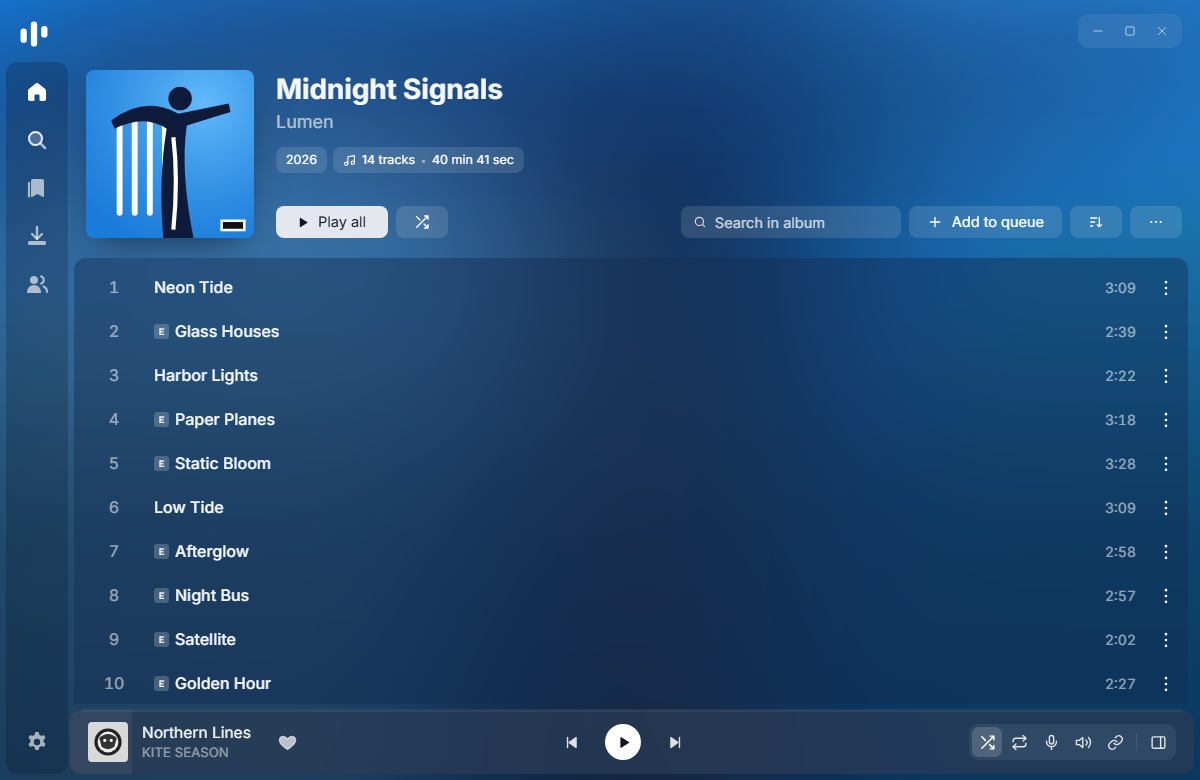 Midnight Signals
Lumen
2026
14 tracks • 40 min 41 sec
Play all
Search in album
Add to queue
1 Neon Tide 3:09
2 E Glass Houses 2:39
3 Harbor Lights 2:22
4 E Paper Planes 3:18
5 E Static Bloom 3:28
6 Low Tide 3:09
7 E Afterglow 2:58
8 E Night Bus 2:57
9 E Satellite 2:02
10 E Golden Hour 2:27
Northern Lines
KITE SEASON